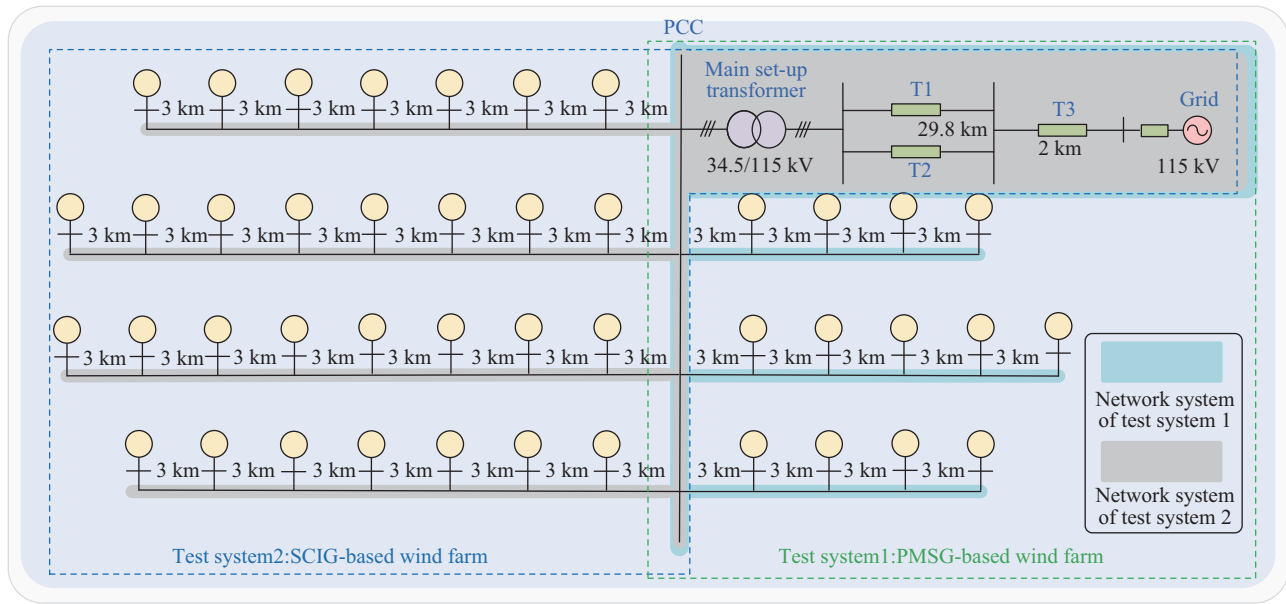 PCC
Main set-up
transformer
T1
T3
Grid
3 km 3 km 3 km 3 km 3 km 3 km 3 km
29.8 km
34.5/115 kV
T2
2 km
115 kV
3 km 3 km 3 km 3 km 3 km 3 km 3 km 3 km 3 km 3 km 3 km 3 km
3 km 3 km 3 km 3 km 3 km 3 km 3 km 3 km 3 km 3 km 3 km 3 km 3 km
3 km 3 km 3 km 3 km 3 km 3 km 3 km 3 km 3 km 3 km 3 km
Network system
of test system 1
Network system
of test system 2
Test system2:SCIG-based wind farm
Test system1:PMSG-based wind farm